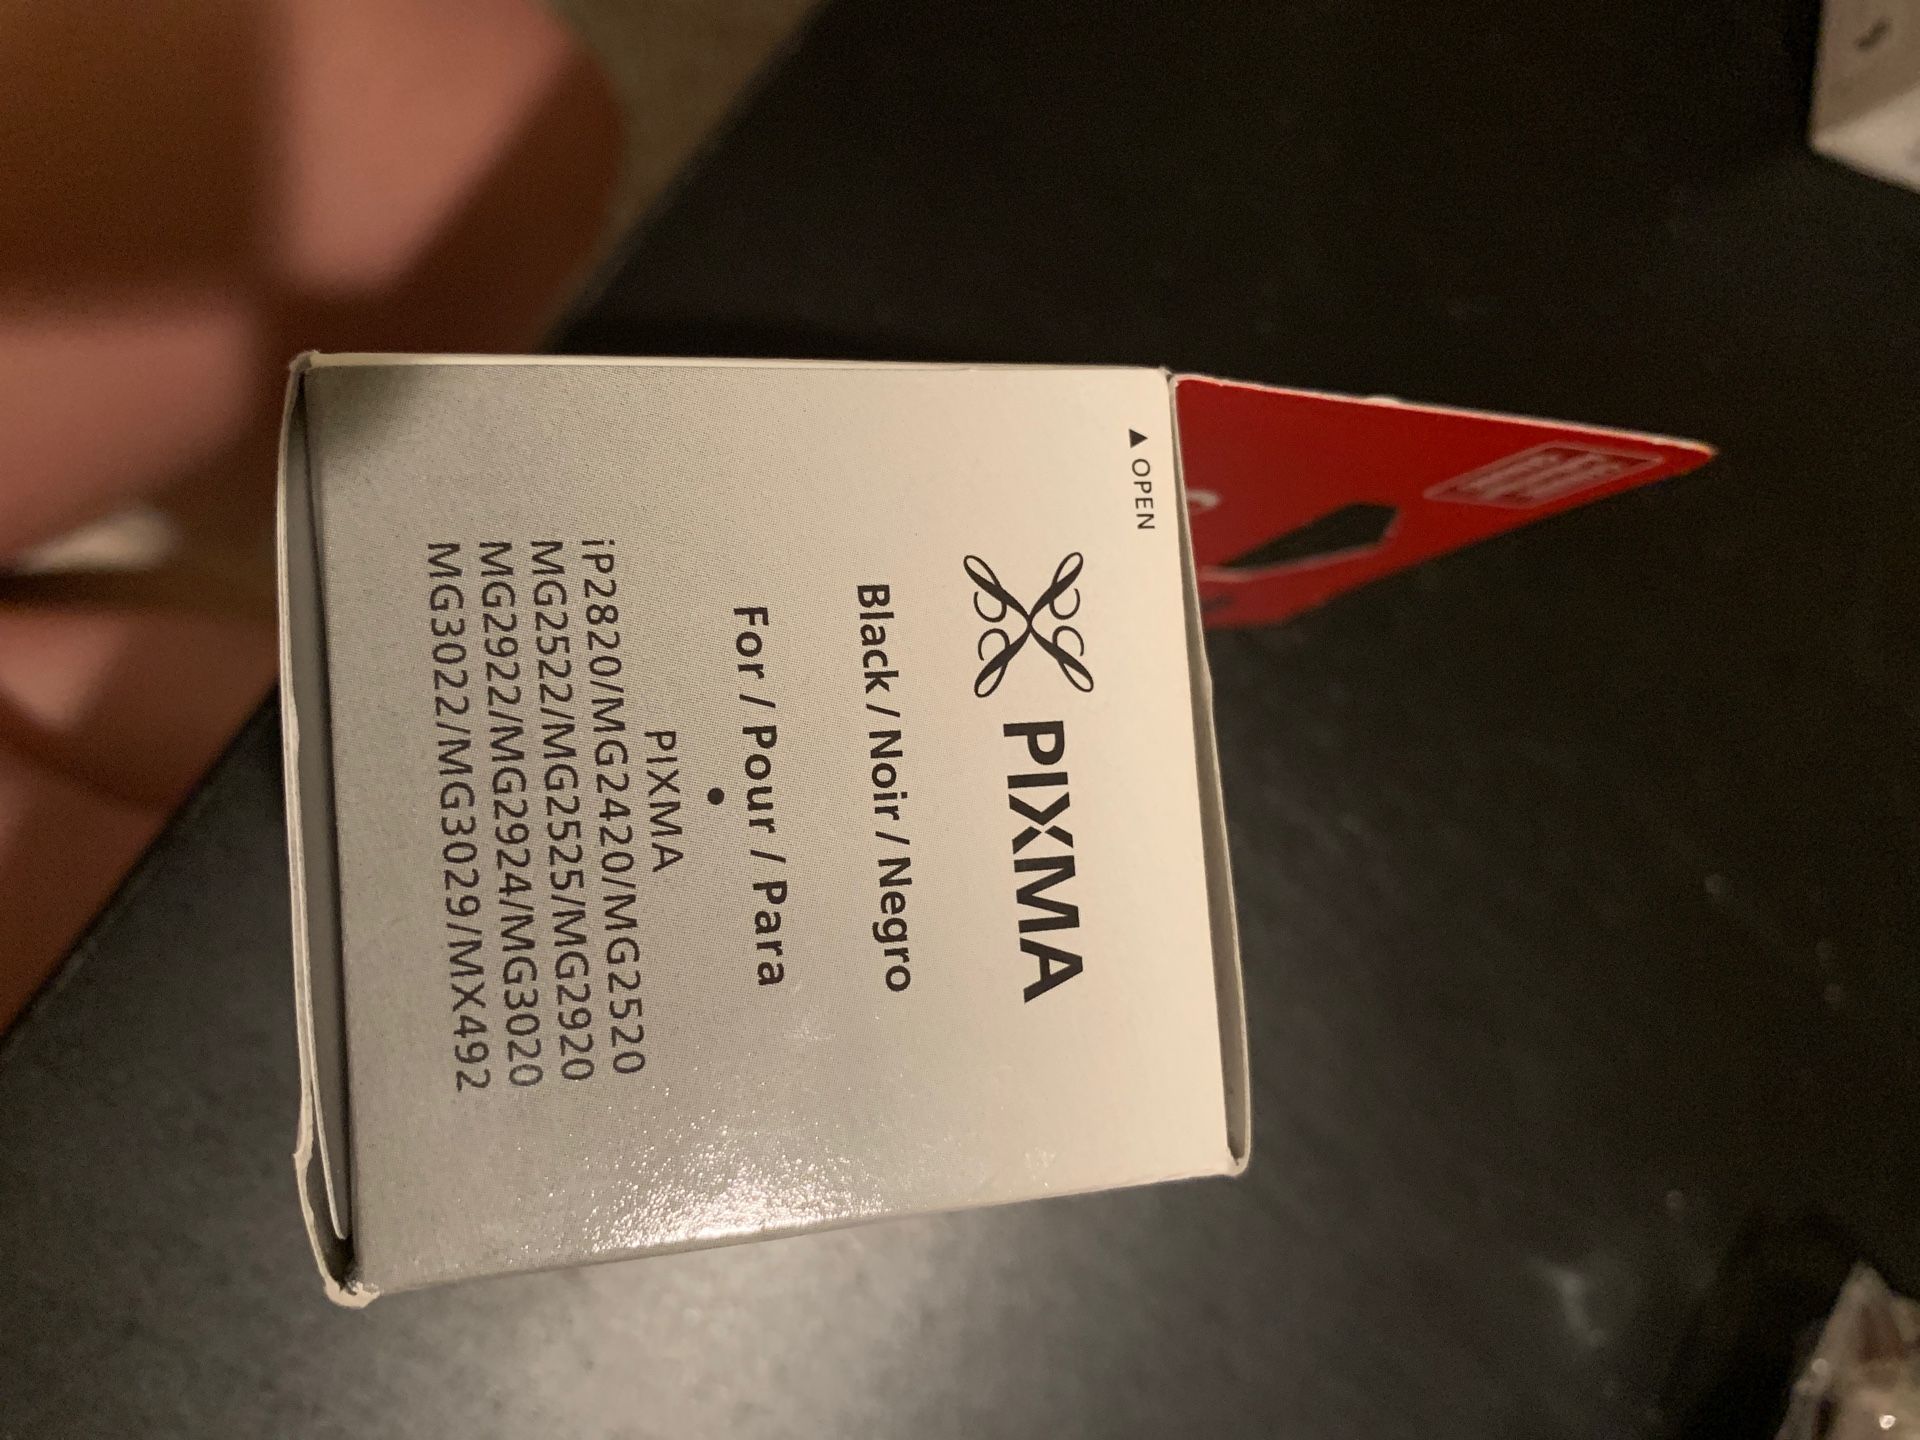 ▲ OPEN
PIXMA
Black / Noir / Negro
For / Pour / Para
•
PIXMA
iP2820/MG2420/MG2520
MG2522/MG2525/MG2920
MG2922/MG2924/MG3020
MG3022/MG3029/MX492